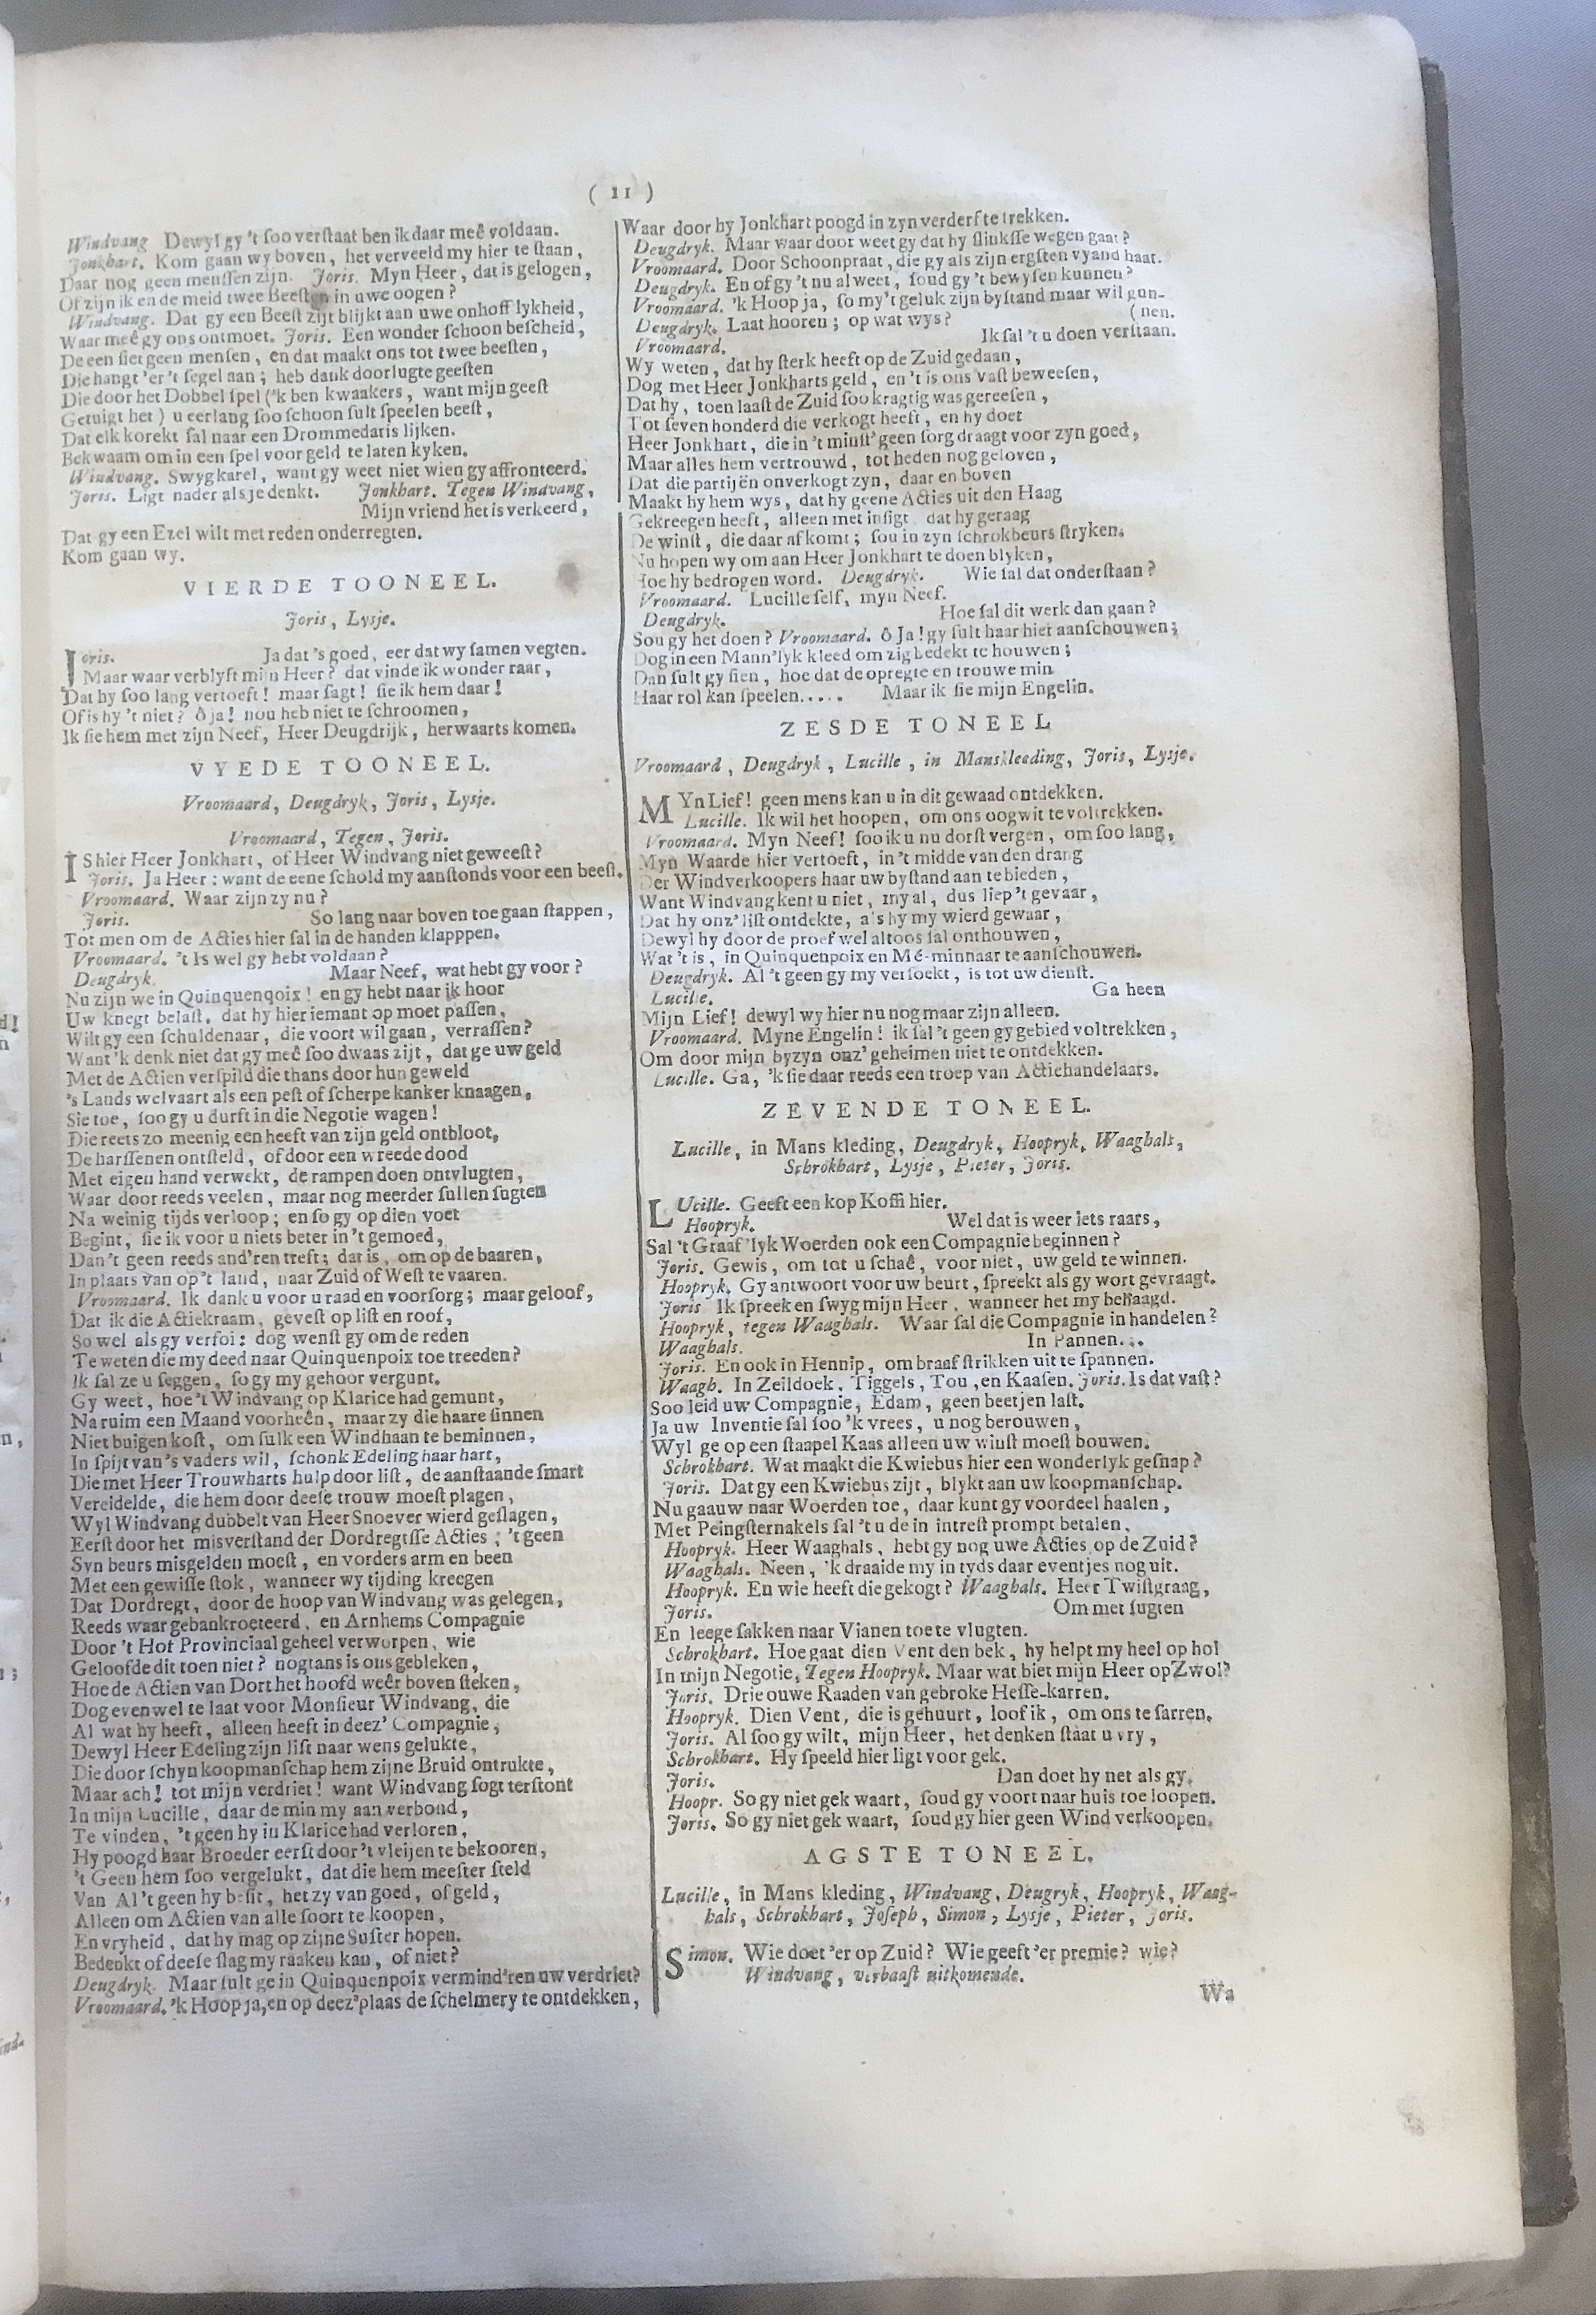 ( 11 )
Windvang Dewyl gy 't ſoo verſtaat ben ik daar meê voldaan.
Jonkhart. Kom gaan wy boven, het verveeld my hier te ſtaan,
Daar nog geen menſſen zijn. Joris. Myn Heer, dat is gelogen,
Of zijn ik en de meid twee Beeſten in uwe oogen?
Windvang. Dat gy een Beeſt zijt blijkt aan uwe onhofflykheid,
Waar meê gy ons ontmoet. Joris. Een wonder ſchoon beſcheid,
De een ſiet geen menſen, en dat maakt ons tot twee beeſten,
Die hangt 'er 't ſegel aan; heb dank doorlugte geeſten
Die door het Dobbel ſpel ('k ben kwaakers, want mijn geeſt
Getuigt het) u eerlang ſoo ſchoon ſult ſpeelen beeſt,
Dat elk korekt ſal naar een Drommedaris lijken.
Bekwaam om in een ſpel voor geld te laten kyken.
Windvang. Swyg karel, want gy weet niet wien gy affronteerd.
Joris. Ligt nader als je denkt. Jonkhart. Tegen Windvang,
Mijn vriend het is verkeerd,
Dat gy een Ezel wilt met reden onderregten.
Kom gaan wy.
VIERDE TOONEEL.
Joris, Lysje.
Joris. Ja dat 's goed, eer dat wy ſamen vegten.
Maar waar verblyft mijn Heer? dat vinde ik wonder raar,
Dat hy ſoo lang vertoeft! maar ſagt! ſie ik hem daar!
Of is hy 't niet? ô ja! nou heb niet te ſchroomen,
Ik ſie hem met zijn Neef, Heer Deugdrijk, herwaarts komen.
VYEDE TOONEEL.
Vroomaard, Deugdryk, Joris, Lysje.
Vroomaard, Tegen, Joris.
IS hier Heer Jonkhart, of Heer Windvang niet geweeſt?
Joris. Ja Heer: want de eene ſchold my aanſtonds voor een beeſt.
Vroomaard. Waar zijn zy nu?
Joris. So lang naar boven toe gaan ſtappen,
Tot men om de Acties hier ſal in de handen klapppen.
Vroomaard. 't Is wel gy hebt voldaan?
Deugdryk. Maar Neef, wat hebt gy voor?
Nu zijn we in Quinquenqoix! en gy hebt naar ik hoor
Uw knegt belaſt, dat hy hier iemant op moet paſſen,
Wilt gy een ſchuldenaar, die voort wil gaan, verraſſen?
Want 'k denk niet dat gy meê ſoo dwaas zijt, dat ge uw geld
Met de Actien verſpild die thans door hun geweld
's Lands welvaart als een peſt of ſcherpe kanker knaagen,
Sie toe, ſoo gy u durft in die Negotie wagen!
Die reets zo meenig een heeft van zijn geld ontbloot,
De harſſenen ontſteld, of door een wreede dood
Met eigen hand verwekt, de rampen doen ontvlugten,
Waar door reeds veelen, maar nog meerder ſullen ſugten
Na weinig tijds verloop; en ſo gy op dien voet
Begint, ſie ik voor u niets beter in 't gemoed,
Dan 't geen reeds and'ren treft; dat is, om op de baaren,
In plaats van op 't land, naar Zuid of Weſt te vaaren.
Vroomaard. Ik dank u voor u raad en voorſorg; maar geloof,
Dat ik die Actiekraam, geveſt op liſt en roof,
So wel als gy verfoi: dog wenſt gy om de reden
Te weten die my deed naar Quinquenpoix toe treeden?
Ik ſal ze u ſeggen, ſo gy my gehoor vergunt.
Gy weet, hoe 't Windvang op Klarice had gemunt,
Na ruim een Maand voorheên, maar zy die haare ſinnen
Niet buigen koſt, om ſulk een Windhaan te beminnen,
In ſpijt van 's vaders wil, ſchonk Edeling haar hart,
Die met Heer Trouwharts hulp door liſt, de aanſtaande ſmart
Vereidelde, die hem door deeſe trouw moeſt plagen,
Wyl Windvang dubbelt van Heer Snoever wierd geſlagen,
Eerſt door het misverſtand der Dordregtſſe Acties; 't geen
Syn beurs misgelden moeſt, en vorders arm en been
Met een gewiſſe ſtok, wanneer wy tijding kreegen
Dat Dordregt, door de hoop van Windvang was gelegen,
Reeds waar gebankroeteerd, en Arnhems Compagnie
Door 't Hof Provinciaal geheel verworpen, wie
Geloofde dit toen niet? nogtans is ons gebleken,
Hoe de Actien van Dort het hoofd weêr boven ſteken,
Dog evenwel te laat voor Monſieur Windvang, die
Al wat hy heeft, alleen heeft in deez' Compagnie,
Dewyl Heer Edeling zijn liſt naar wens gelukte,
Die door ſchyn koopmanſchap hem zijne Bruid ontrukte,
Maar ach! tot mijn verdriet! want Windvang ſogt terſtont
In mijn Lucille, daar de min my aan verbond,
Te vinden, 't geen hy in Klarice had verloren,
Hy poogd haar Broeder eerſt door 't vleijen te bekooren,
't Geen hem ſoo vergelukt, dat die hem meeſter ſteld
Van Al 't geen hy beſit, het zy van goed, of geld,
Alleen om Actien van alle ſoort te koopen,
En vryheid, dat hy mag op zijne Suſter hopen.
Bedenkt of deeſe ſlag my raaken kan, of niet?
Deugdryk. Maar ſult ge in Quinquenpoix vermind'ren uw verdriet?
Vroomaard. 'k Hoop ja, en op deez' plaas de ſchelmery te ontdekken,
Waar door hy Jonkhart poogd in zyn verderf te trekken.
Deugdryk. Maar waar door weet gy dat hy ſlinkſſe wegen gaat?
Vroomaard. Door Schoonpraat, die gy als zijn ergſten vyand haat.
Deugdryk. En of gy 't nu al weet, ſoud gy 't bewyſen kunnen?
Vroomaard. 'k Hoop ja, ſo my 't geluk zijn byſtand maar wil gun-
(nen.
Deugdryk. Laat hooren; op wat wys?
Vroomaard. Ik ſal 't u doen verſtaan.
Wy weten, dat hy ſterk heeft op de Zuid gedaan,
Dog met Heer Jonkharts geld, en 't is ons vaſt beweeſen,
Dat hy, toen laaſt de Zuid ſoo kragtig was gereeſen,
Tot ſeven honderd die verkogt heeft, en hy doet
Heer Jonkhart, die in 't minſt' geen ſorg draagt voor zyn goed,
Maar alles hem vertrouwd, tot heden nog geloven,
Dat die partijën onverkogt zyn, daar en boven
Maakt hy hem wys, dat hy geene Acties uit den Haag
Gekreegen heeft, alleen met inſigt dat hy geraag
De winſt, die daar af komt; ſou in zyn ſchrokbeurs ſtryken.
Nu hopen wy om aan Heer Jonkhart te doen blyken,
Hoe hy bedrogen word. Deugdryk. Wie ſal dat onderſtaan?
Vroomaard. Lucille ſelf, myn Neef.
Deugdryk. Hoe ſal dit werk dan gaan?
Sou gy het doen? Vroomaard. ô Ja! gy ſult haar hier aanſchouwen;
Dog in een Mann'lyk kleed om zig bedekt te houwen;
Dan ſult gy ſien, hoe dat de opregte en trouwe min
Haar rol kan ſpeelen..... Maar ik ſie mijn Engelin.
ZESDE TONEEL
Vroomaard, Deugdryk, Lucille, in Manskleeding, Joris, Lysje.
MYn Lief! geen mens kan u in dit gewaad ontdekken.
Lucille. Ik wil het hoopen, om ons oogwit te voltrekken.
Vroomaard. Myn Neef! ſoo ik u nu dorſt vergen, om ſoo lang,
Myn Waarde hier vertoeft, in 't midde van den drang
Der Windverkoopers haar uw byſtand aan te bieden,
Want Windvang kent u niet, my al, dus liep 't gevaar,
Dat hy onz' liſt ontdekte, als hy my wierd gewaar,
Dewyl hy door de proef wel altoos ſal onthouwen,
Wat 't is, in Quinquenpoix en Mé-minnaar te aanſchouwen.
Deugdryk. Al 't geen gy my verſoekt, is tot uw dienſt.
Lucille. Ga heen
Mijn Lief! dewyl wy hier nu nog maar zijn alleen.
Vroomaard. Myne Engelin! ik ſal 't geen gy gebied voltrekken,
Om door mijn byzyn onz' geheimen niet te ontdekken.
Lucille. Ga, 'k ſie daar reeds een troep van Actiehandelaars.
ZEVENDE TONEEL.
Lucille, in Mans kleding, Deugdryk, Hoopryk, Waaghals,
Schrokhart, Lysje, Pieter, Joris.
LUcille. Geeft een kop Koffi hier.
Hoopryk. Wel dat is weer iets raars,
Sal 't Graaf'lyk Woerden ook een Compagnie beginnen?
Joris. Gewis, om tot u ſchaê, voor niet, uw geld te winnen.
Hoopryk. Gy antwoort voor uw beurt, ſpreekt als gy wort gevraagt.
Joris Ik ſpreek en ſwyg mijn Heer, wanneer het my behaagd.
Hoopryk, tegen Waaghals. Waar ſal die Compagnie in handelen?
Waaghals. In Pannen...
Joris. En ook in Hennip, om braaf ſtrikken uit te ſpannen.
Waagh. In Zeildoek, Tiggels, Tou, en Kaaſen. Joris. Is dat vaſt?
Soo leid uw Compagnie, Edam, geen beetjen laſt.
Ja uw Inventie ſal ſoo 'k vrees, u nog berouwen,
Wyl ge op een ſtaapel Kaas alleen uw winſt moeſt bouwen.
Schrokhart. Wat maakt die Kwiebus hier een wonderlyk geſnap?
Joris. Dat gy een Kwiebus zijt, blykt aan uw koopmanſchap.
Nu gaauw naar Woerden toe, daar kunt gy voordeel haalen,
Met Peingſternakels ſal 't u de in intreſt prompt betalen.
Hoopryk. Heer Waaghals, hebt gy nog uwe Acties op de Zuid?
Waaghals. Neen, 'k draaide my in tyds daar eventjes nog uit.
Hoopryk. En wie heeft die gekogt? Waaghals. Heer Twiſtgraag,
Joris. Om met ſugten
En leege ſakken naar Vianen toe te vlugten.
Schrokhart. Hoe gaat dien Vent den bek, hy helpt my heel op hol
In mijn Negotie. Tegen Hoopryk. Maar wat biet mijn Heer op Zwol?
Joris. Drie ouwe Raaden van gebroke Heſſe-karren.
Hoopryk. Dien Vent, die is gehuurt, loof ik, om ons te ſarren.
Joris. Al ſoo gy wilt, mijn Heer, het denken ſtaat u vry,
Schrokhart. Hy ſpeeld hier ligt voor gek.
Joris. Dan doet hy net als gy.
Hoopr. So gy niet gek waart, ſoud gy voort naar huis toe loopen.
Joris. So gy niet gek waart, ſoud gy hier geen Wind verkoopen.
AGSTE TONEEL.
Lucille, in Mans kleding, Windvang, Deugryk, Hoopryk, Waag-
hals, Schrokhart, Joſeph, Simon, Lysje, Pieter, Joris.
Simon. Wie doet 'er op Zuid? Wie geeft 'er premie? wie?
Windvang, verbaaſt uitkomende.
Wa